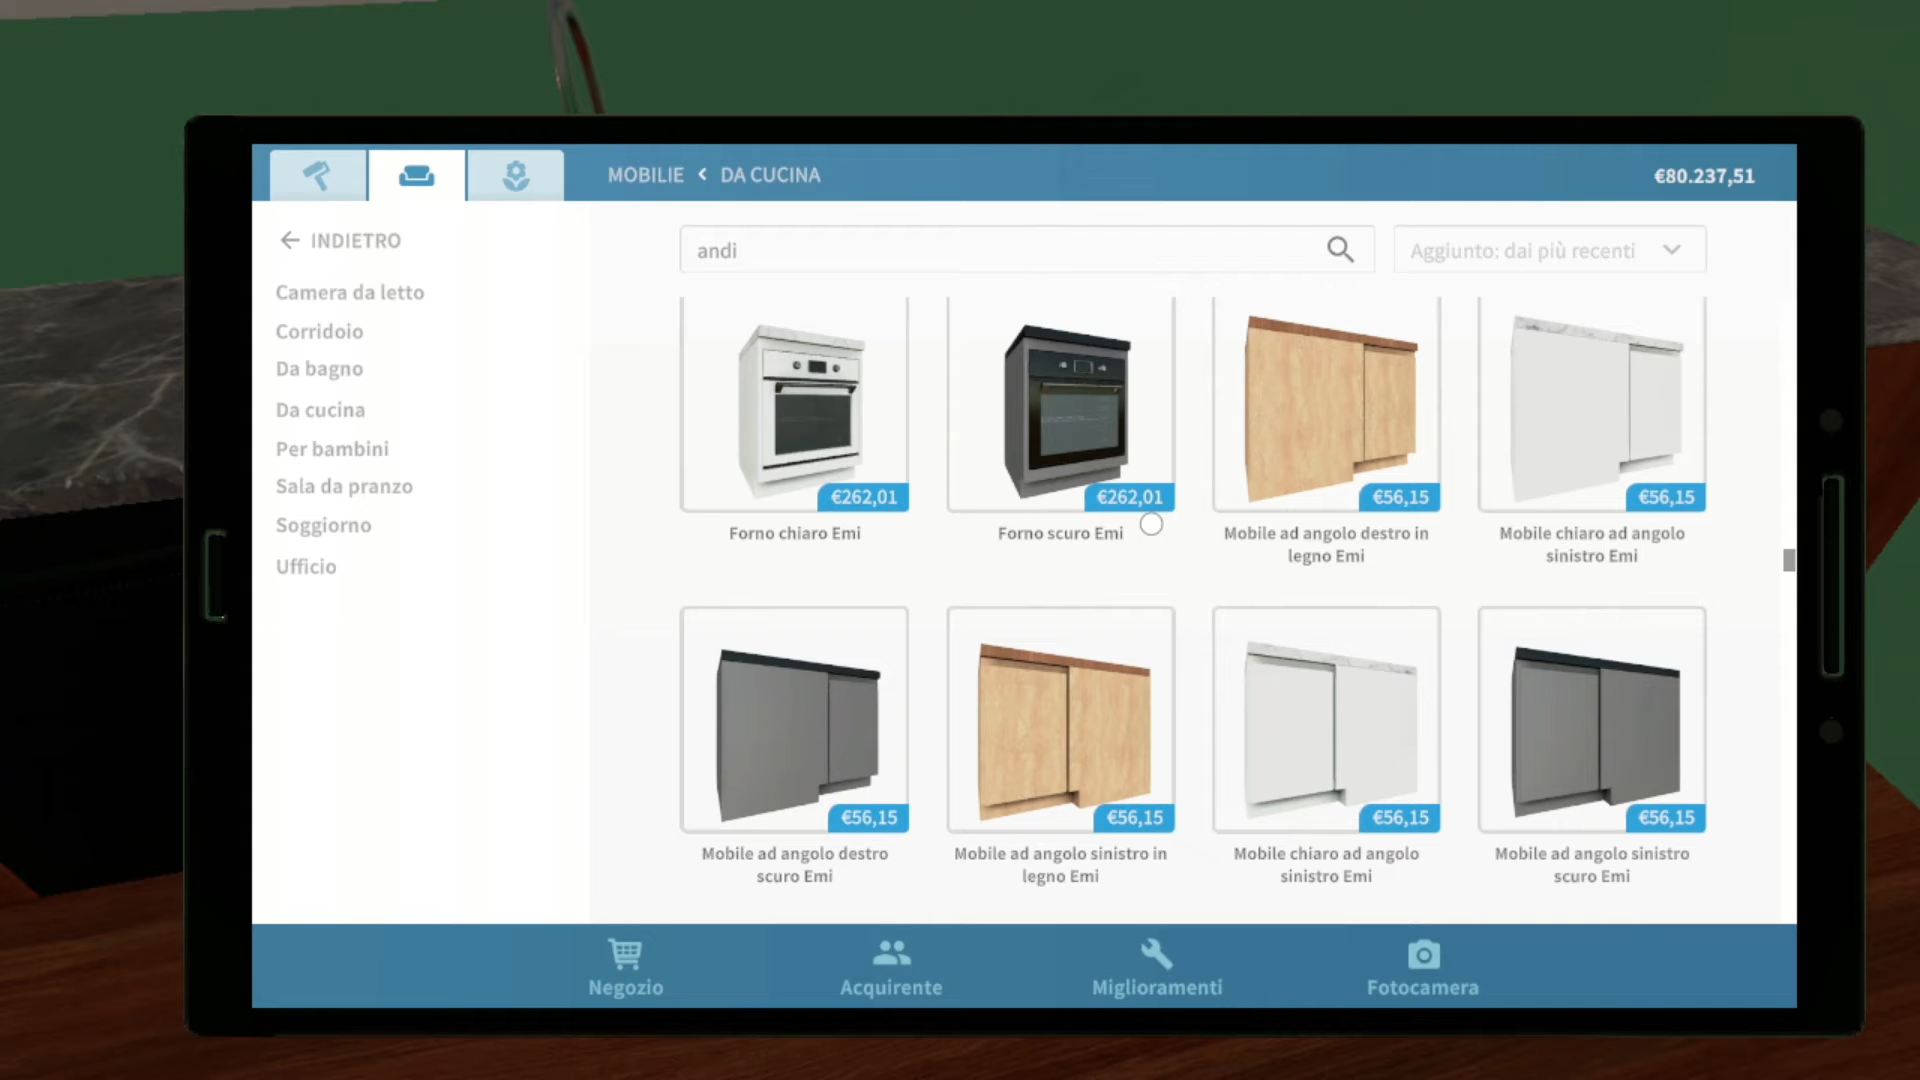 MOBILIE < DA CUCINA
€80.237,51
INDIETRO
Camera da letto
Corridoio
Da bagno
Da cucina
Per bambini
Sala da pranzo
Soggiorno
Ufficio
andi
Aggiunto: dai più recenti
€262,01
€262,01
€56,15
€56,15
Forno chiaro Emi
Forno scuro Emi
Mobile ad angolo destro in
legno Emi
Mobile chiaro ad angolo
sinistro Emi
€56,15
€56,15
€56,15
€56,15
Mobile ad angolo destro
scuro Emi
Mobile ad angolo sinistro in
legno Emi
Mobile chiaro ad angolo
sinistro Emi
Mobile ad angolo sinistro
scuro Emi
Negozio
Acquirente
Miglioramenti
Fotocamera